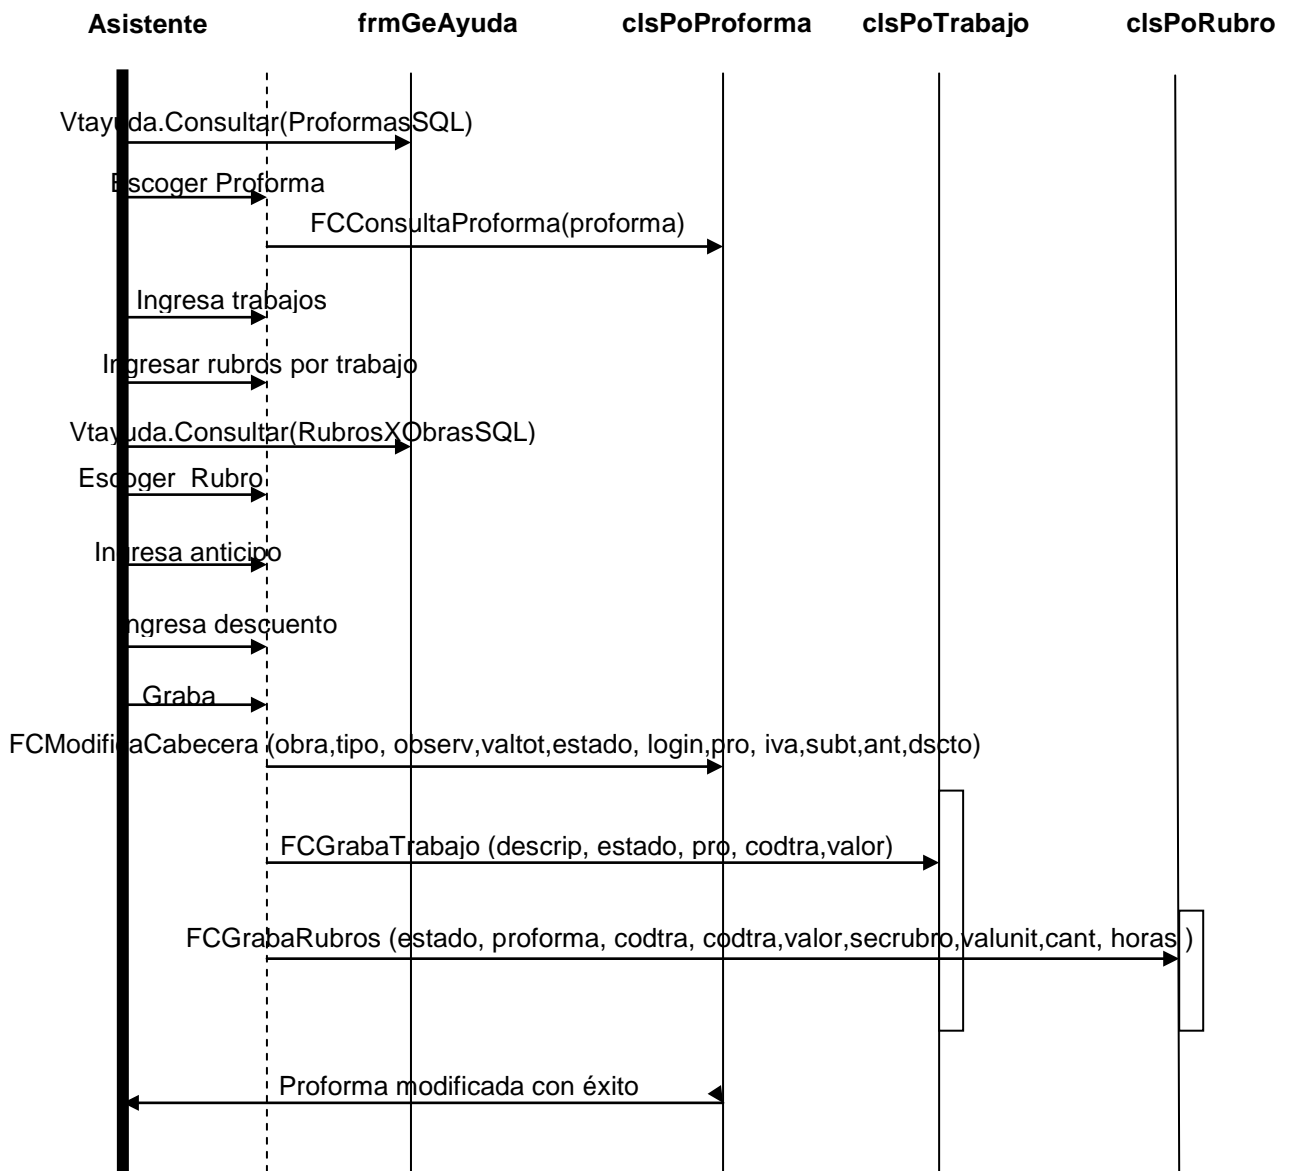 Asistente frmGeAyuda clsPoProforma clsPoTrabajo clsPoRubro
Vtayuda.Consultar(ProformasSQL)
Escoger Proforma
FCConsultaProforma(proforma)
Ingresa trabajos
Ingresar rubros por trabajo
Vtayuda.Consultar(RubrosXObrasSQL)
Escoger Rubro
Ingresa anticipo
Ingresa descuento
Graba
FCModificaCabecera (obra,tipo, observ,valtot,estado, login,pro, iva,subt,ant,dscto)
FCGrabaTrabajo (descrip, estado, pro, codtra,valor)
FCGrabaRubros (estado, proforma, codtra, codtra,valor,secrubro,valunit,cant, horas )
Proforma modificada con éxito